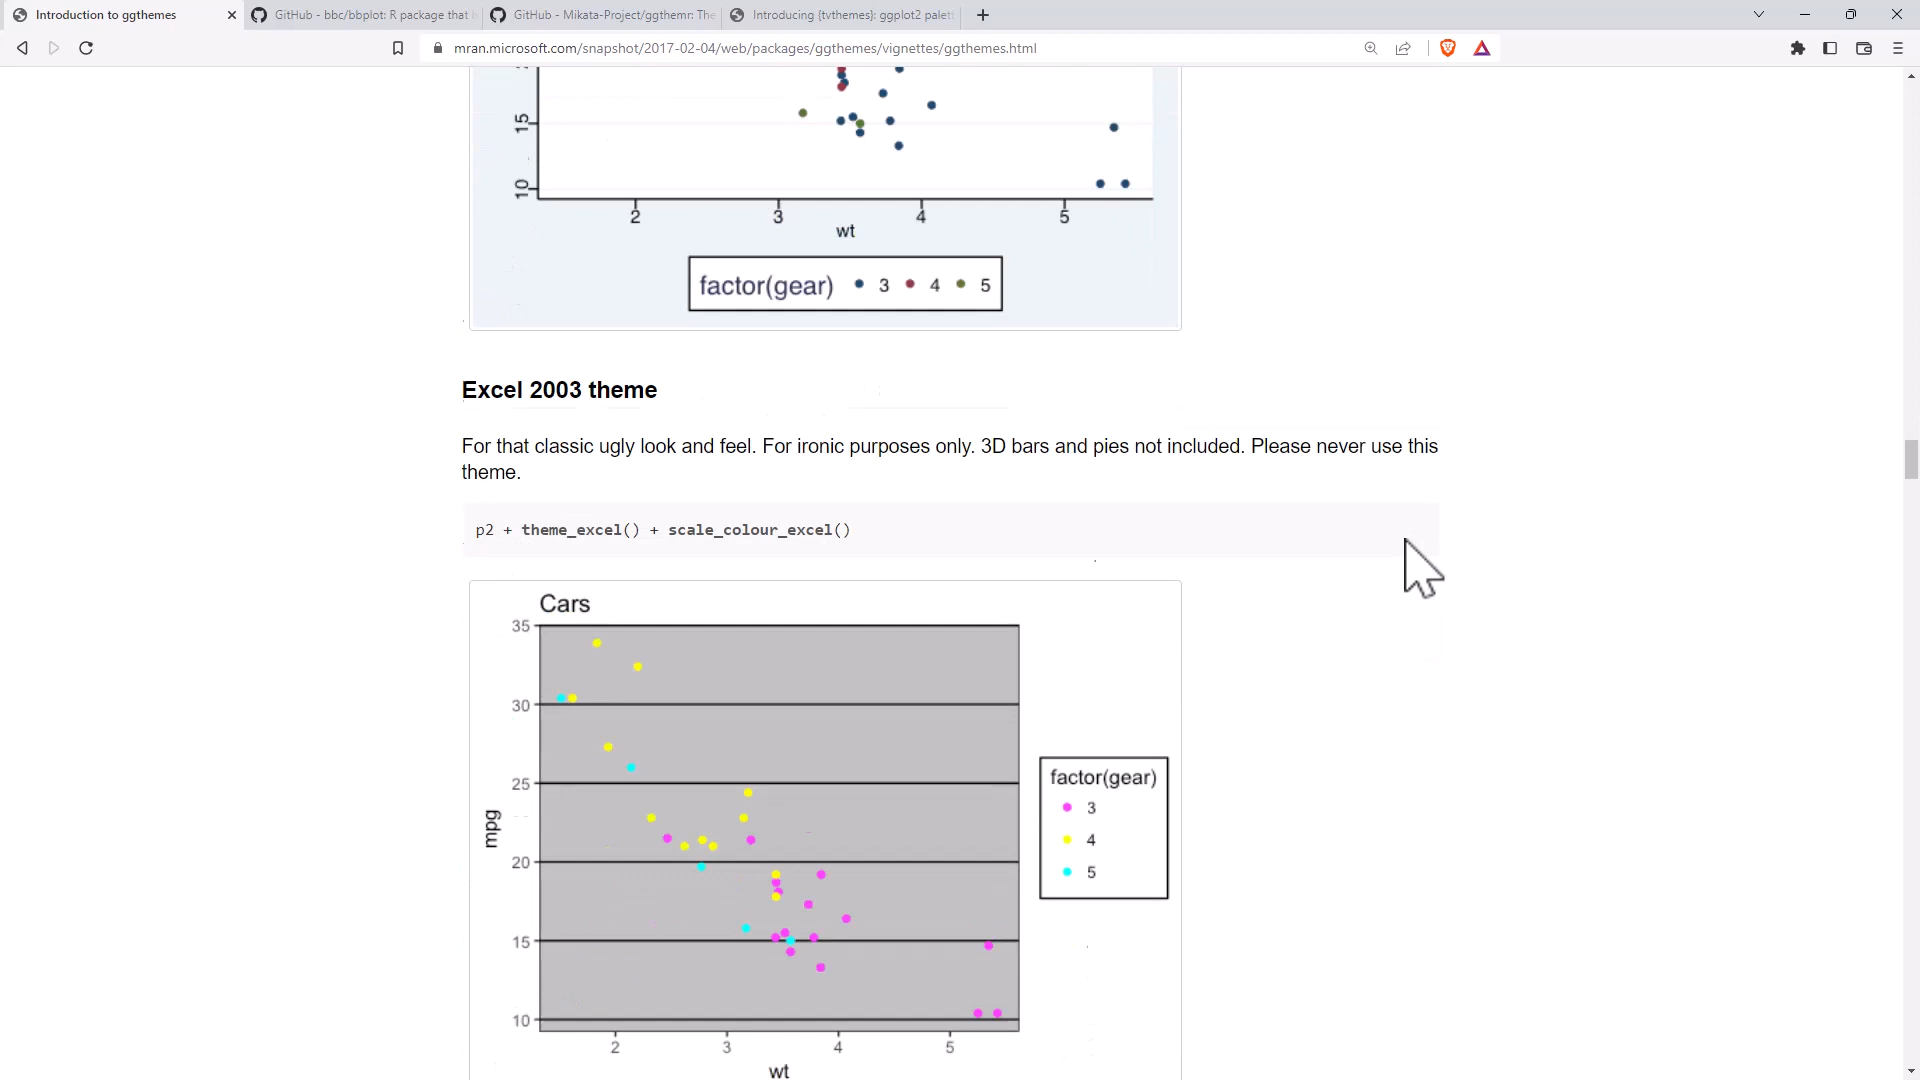 Introduction to ggthemes
GitHub - bbc/bbplot: R package that
GitHub - Mikata-Project/ggthemr: The
Introducing {tvthemes}: ggplot2 palet
mran.microsoft.com/snapshot/2017-02-04/web/packages/ggthemes/vignettes/ggthemes.html
15
10
2 3 4 5
wt
factor(gear) 3 4 5
Excel 2003 theme
For that classic ugly look and feel. For ironic purposes only. 3D bars and pies not included. Please never use this
theme.
p2 + theme_excel() + scale_colour_excel()
Cars
35
30
25
20
15
10
mpg
2 3 4 5
wt
factor(gear)
3
4
5